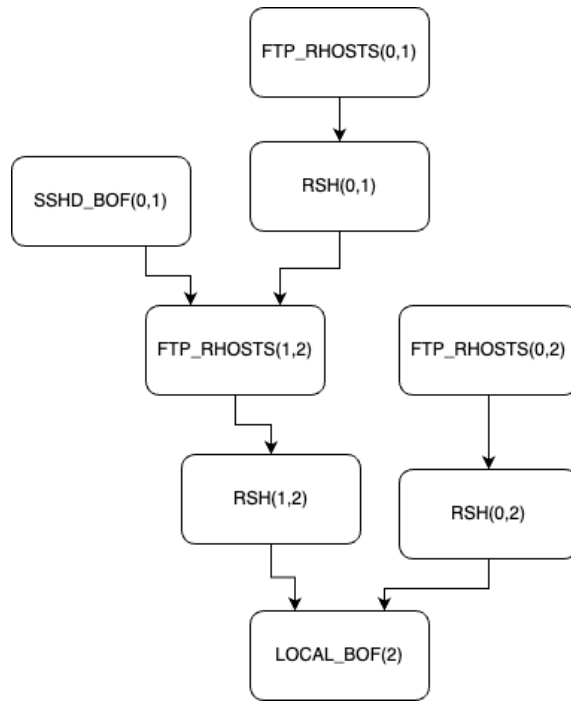 FTP_RHOSTS(0,1)
RSH(0,1)
SSHD_BOF(0,1)
FTP_RHOSTS(1,2)
FTP_RHOSTS(0,2)
RSH(1,2)
RSH(0,2)
LOCAL_BOF(2)